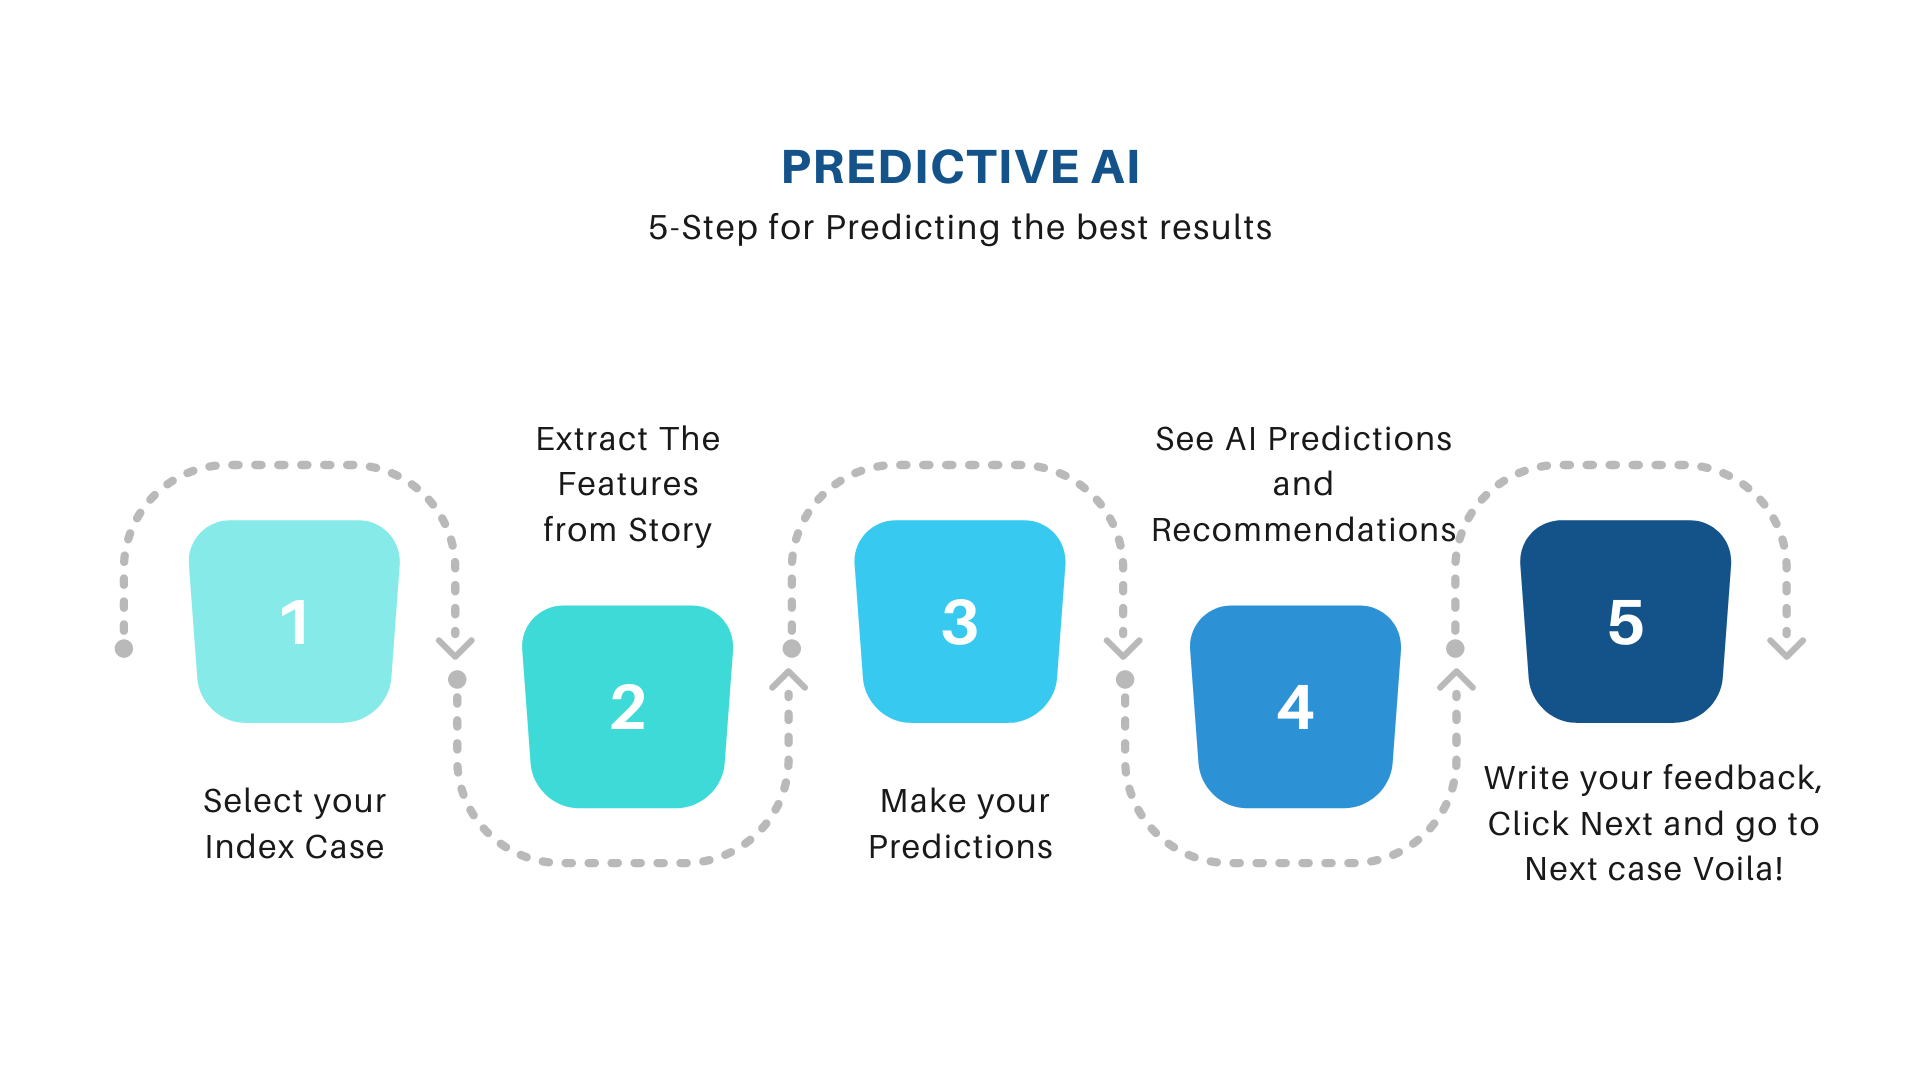 PREDICTIVE AI
5-Step for Predicting the best results
1
Select your
Index Case
Extract The
Features
from Story
2
3
Make your
Predictions
See AI Predictions
and
Recommendations
4
5
Write your feedback,
Click Next and go to
Next case Voila!